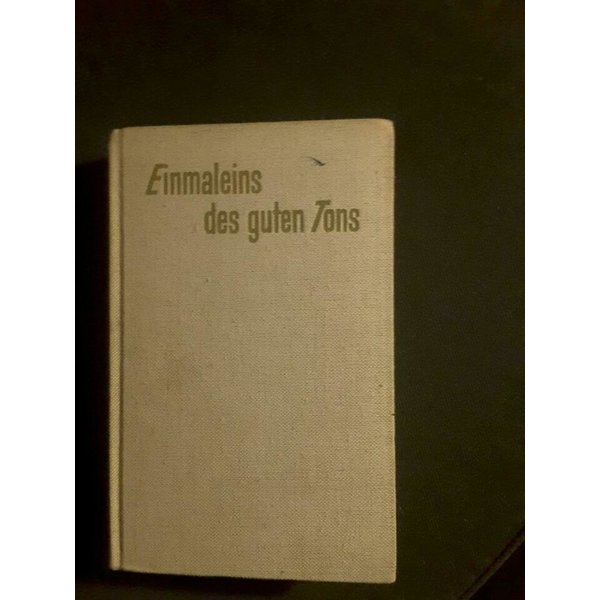 Einmaleins
des guten Tons